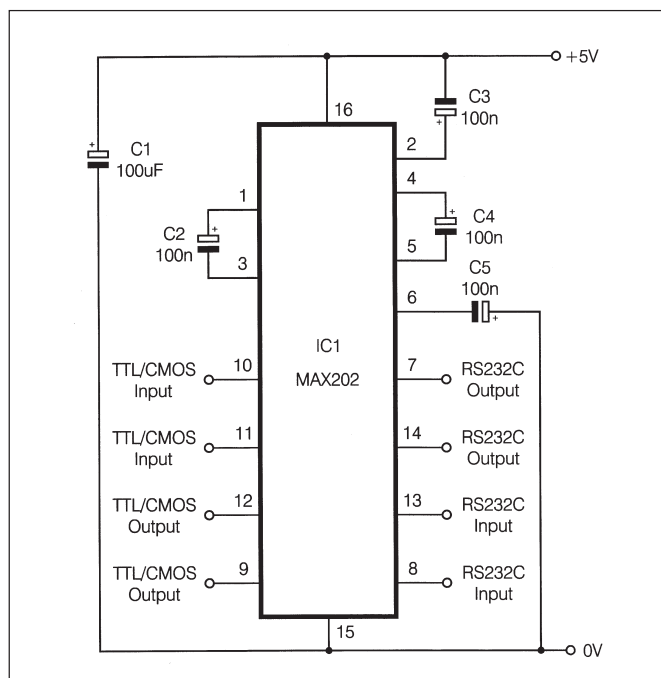 +5V
16
C3
100n
+
2
+
C1
100uF
4
1
+
C4
100n
C2
100n
+
3
5
C5
100n
6
+
IC1
MAX202
TTL/CMOS
Input
10
7
RS232C
Output
TTL/CMOS
Input
11
14
RS232C
Output
TTL/CMOS
Output
12
13
RS232C
Input
TTL/CMOS
Output
9
8
RS232C
Input
15
0V